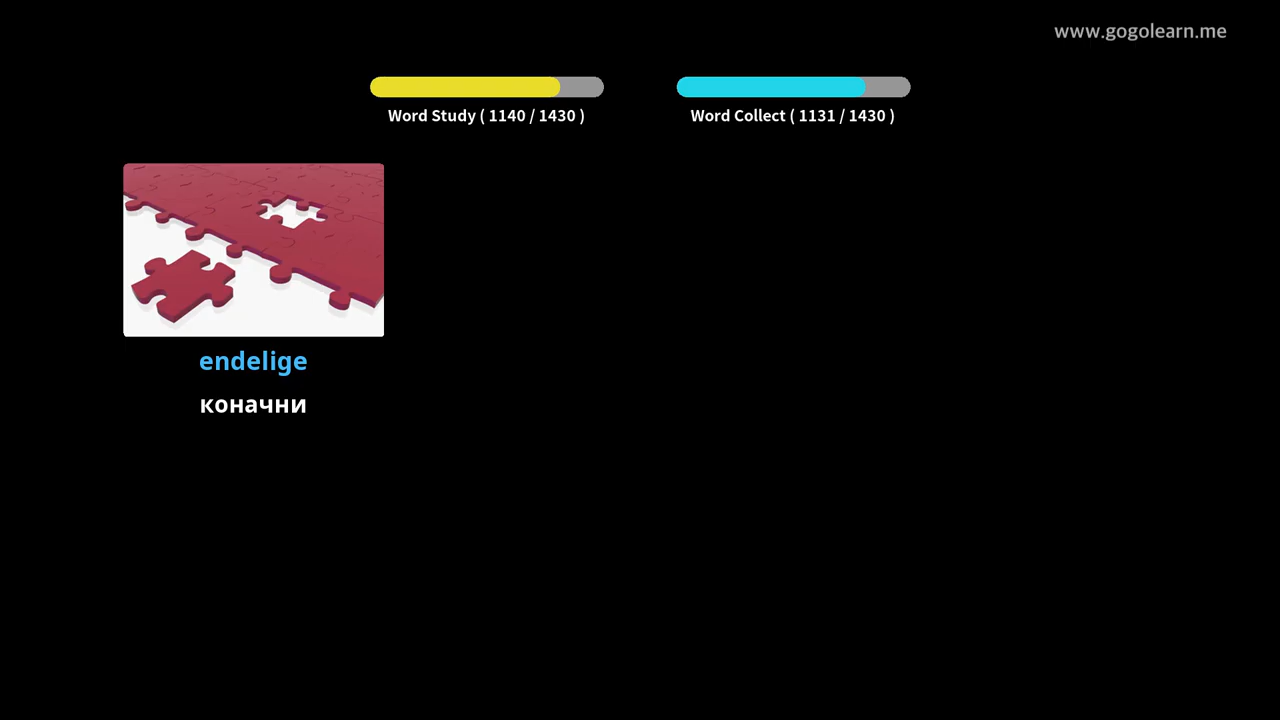 www.gogolearn.me
Word Study ( 1140 / 1430 )
Word Collect ( 1131 / 1430 )
endelige
коначни